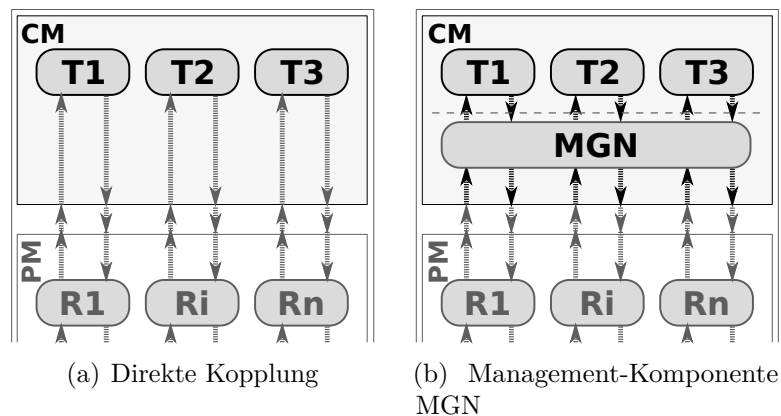 CM
T1 T2 T3
PM
R1 Ri Rn
(a) Direkte Kopplung
CM
T1 T2 T3
MGN
PM
R1 Ri Rn
(b) Management-Komponente
MGN